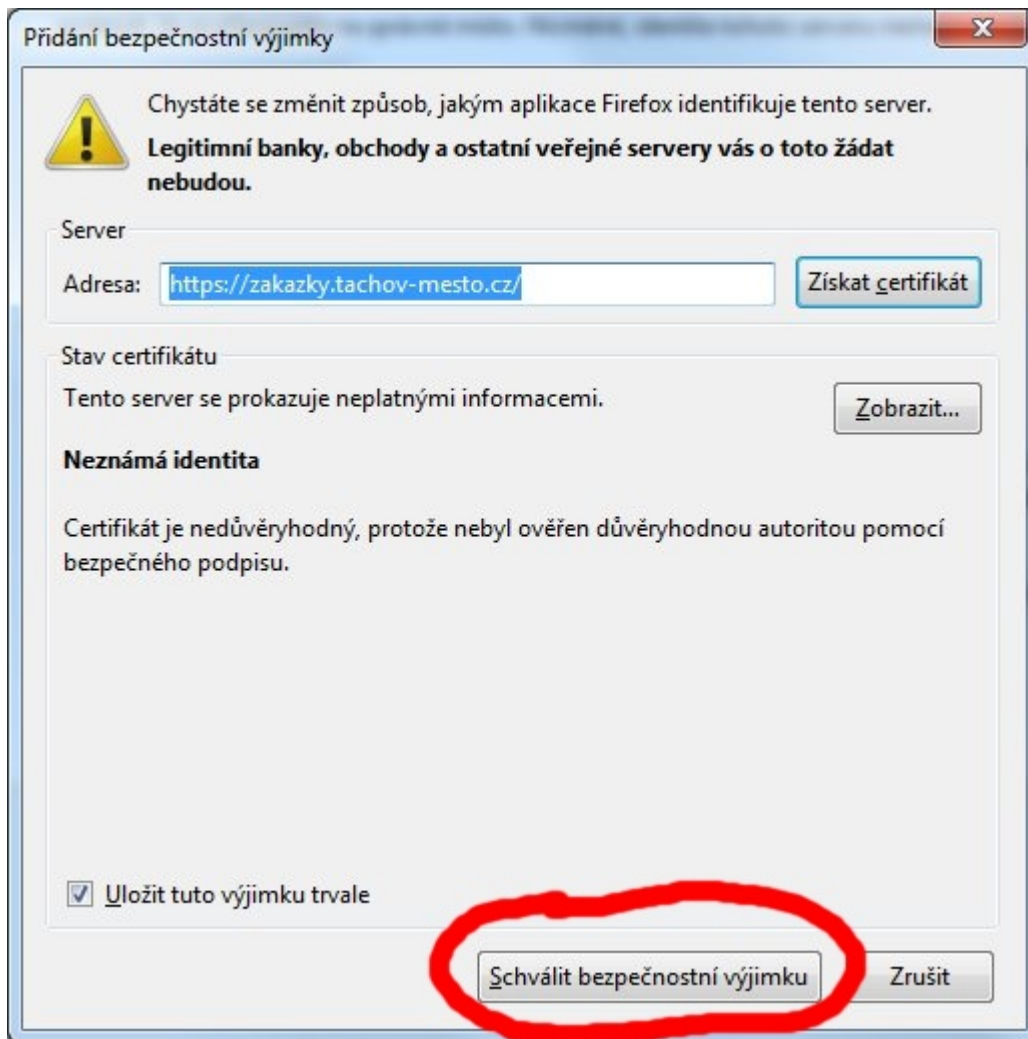 Přidání bezpečnostní výjimky
Chystáte se změnit způsob, jakým aplikace Firefox identifikuje tento server.
Legitimní banky, obchody a ostatní veřejné servery vás o toto žádat
nebudou.
Server
Adresa: https://zakazky.tachov-mesto.cz/ Získat certifikát
Stav certifikátu
Tento server se prokazuje neplatnými informacemi.
Zobrazit...
Neznámá identita
Certifikát je nedůvěryhodný, protože nebyl ověřen důvěryhodnou autoritou pomocí
bezpečného podpisu.
Uložit tuto výjimku trvale
Schválit bezpečnostní výjimku Zrušit